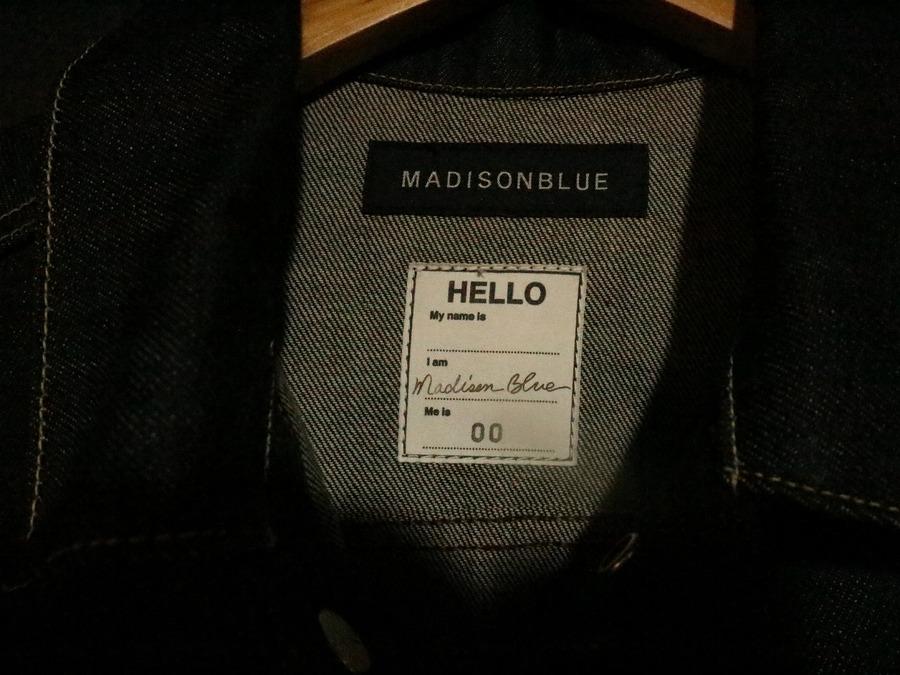 MADISONBLUE
HELLO
My name is
I am
Madison Blue
Me is
00